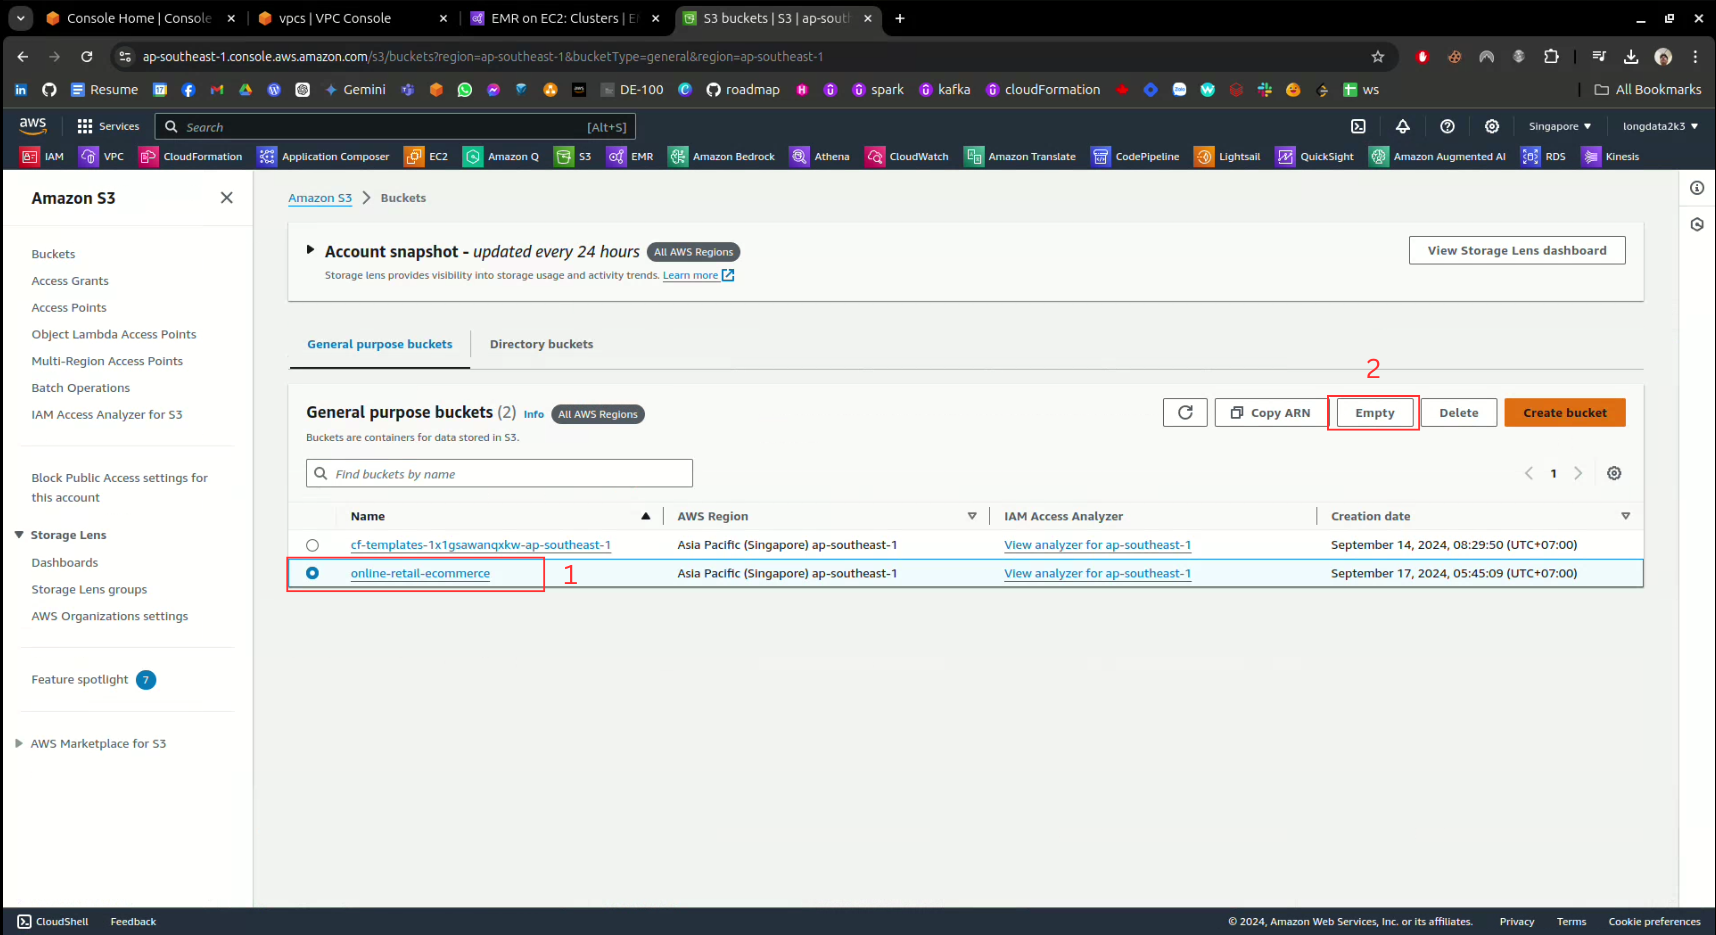 Console Home | Console
vpcs | VPC Console
EMR on EC2: Clusters | E
S3 buckets | S3 | ap-sout
ap-southeast-1.console.aws.amazon.com/s3/buckets?region=ap-southeast-1&bucketType=general&region=ap-southeast-1
Resume
Gemini
DE-100
roadmap
spark
kafka
cloudFormation
ws
All Bookmarks
aws
Services
Search
[Alt+S]
Singapore
longdata2k3
IAM
VPC
CloudFormation
Application Composer
EC2
Amazon Q
S3
EMR
Amazon Bedrock
Athena
CloudWatch
Amazon Translate
CodePipeline
Lightsail
QuickSight
Amazon Augmented AI
RDS
Kinesis
Amazon S3
Buckets
Access Grants
Access Points
Object Lambda Access Points
Multi-Region Access Points
Batch Operations
IAM Access Analyzer for S3
Block Public Access settings for
this account
Storage Lens
Dashboards
Storage Lens groups
AWS Organizations settings
Feature spotlight 7
AWS Marketplace for S3
Amazon S3 > Buckets
Account snapshot - updated every 24 hours All AWS Regions
Storage lens provides visibility into storage usage and activity trends. Learn more
View Storage Lens dashboard
General purpose buckets
Directory buckets
2
General purpose buckets (2) Info All AWS Regions
Buckets are containers for data stored in S3.
Copy ARN
Empty
Delete
Create bucket
Find buckets by name
1
Name
AWS Region
IAM Access Analyzer
Creation date
cf-templates-1x1gsawanqxkw-ap-southeast-1
Asia Pacific (Singapore) ap-southeast-1
View analyzer for ap-southeast-1
September 14, 2024, 08:29:50 (UTC+07:00)
online-retail-ecommerce
1
Asia Pacific (Singapore) ap-southeast-1
View analyzer for ap-southeast-1
September 17, 2024, 05:45:09 (UTC+07:00)
CloudShell
Feedback
© 2024, Amazon Web Services, Inc. or its affiliates.
Privacy
Terms
Cookie preferences